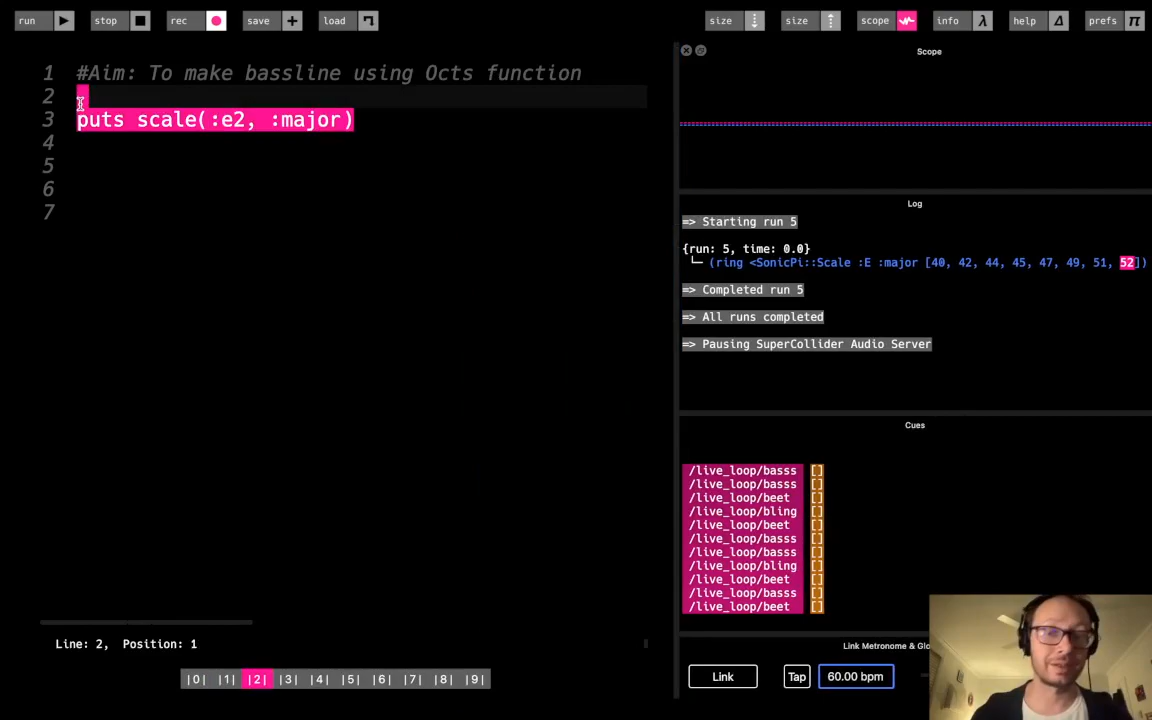 run stop rec save load size size scope info help prefs
1 #Aim: To make bassline using Octs function
2
3 puts scale(:e2, :major)
4
5
6
7
Line: 2, Position: 1
|0| |1| |2| |3| |4| |5| |6| |7| |8| |9|
Scope
Log
=> Starting run 5
{run: 5, time: 0.0}
(ring <SonicPi::Scale :E :major [40, 42, 44, 45, 47, 49, 51, 52])
=> Completed run 5
=> All runs completed
=> Pausing SuperCollider Audio Server
Cues
/live_loop/basss []
/live_loop/basss []
/live_loop/beet []
/live_loop/bling []
/live_loop/beet []
/live_loop/basss []
/live_loop/basss []
/live_loop/bling []
/live_loop/beet []
/live_loop/basss []
/live_loop/beet []
Link Metronome &
Link Tap 60.00 bpm